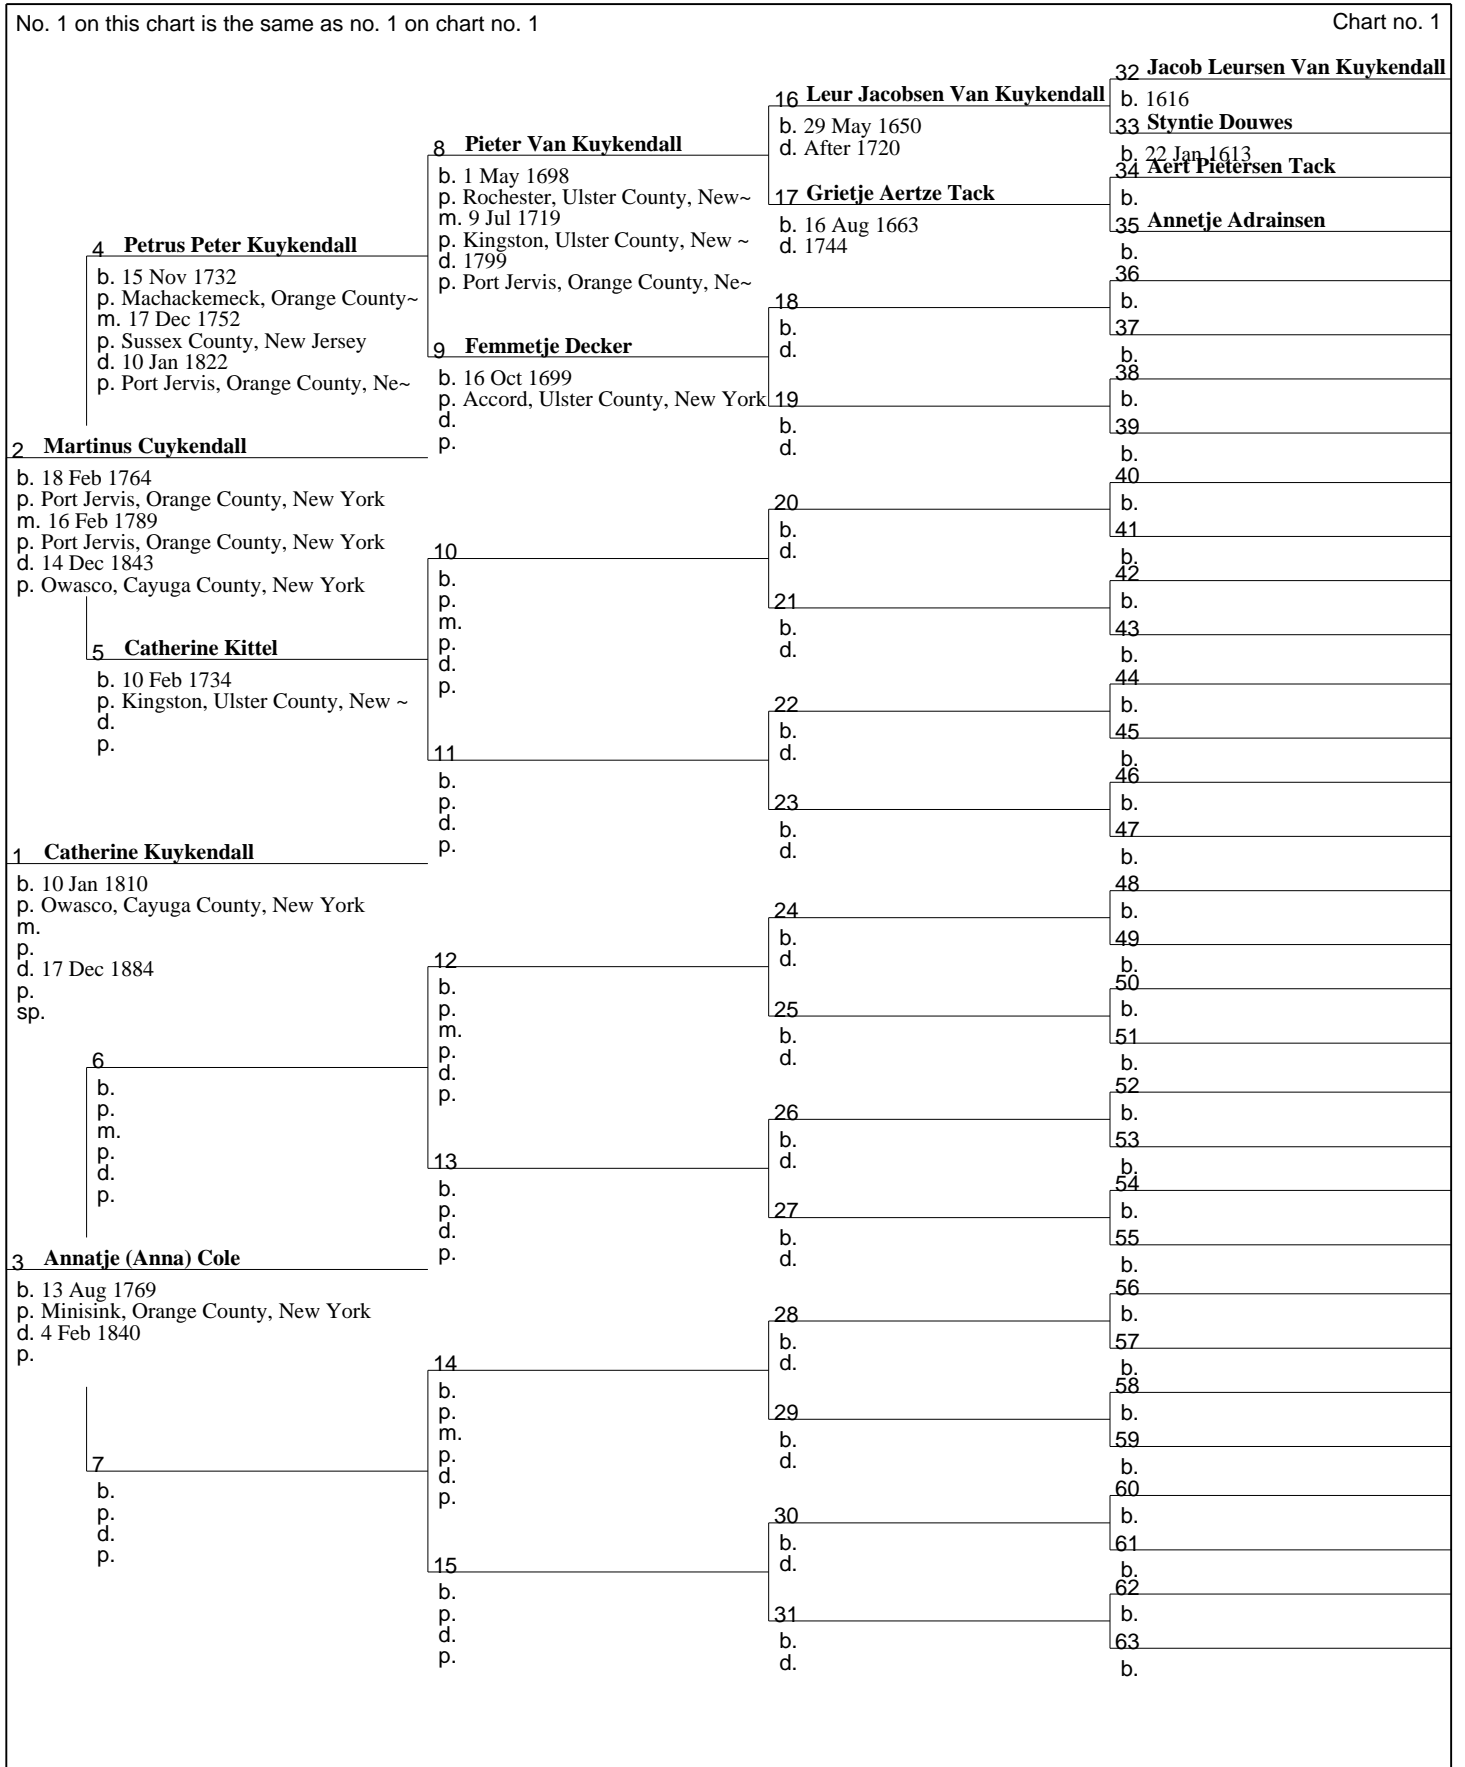 No. 1 on this chart is the same as no. 1 on chart no. 1
Chart no. 1
32 Jacob Leursen Van Kuykendall
b. 1616
16 Leur Jacobsen Van Kuykendall
b. 29 May 1650
d. After 1720
33 Styntie Douwes
b. 22 Jan 1613
8 Pieter Van Kuykendall
b. 1 May 1698
p. Rochester, Ulster County, New~
m. 9 Jul 1719
p. Kingston, Ulster County, New ~
d. 1799
p. Port Jervis, Orange County, Ne~
34 Aert Pietersen Tack
b.
17 Grietje Aertze Tack
b. 16 Aug 1663
d. 1744
35 Annetje Adrainsen
b.
4 Petrus Peter Kuykendall
b. 15 Nov 1732
p. Machackemeck, Orange County~
m. 17 Dec 1752
p. Sussex County, New Jersey
d. 10 Jan 1822
p. Port Jervis, Orange County, Ne~
36
b.
18
b.
d.
37
b.
9 Femmetje Decker
b. 16 Oct 1699
p. Accord, Ulster County, New York
d.
p.
38
b.
19
b.
d.
39
b.
2 Martinus Cuykendall
b. 18 Feb 1764
p. Port Jervis, Orange County, New York
m. 16 Feb 1789
p. Port Jervis, Orange County, New York
d. 14 Dec 1843
p. Owasco, Cayuga County, New York
40
b.
20
b.
d.
41
b.
10
b.
p.
m.
p.
d.
p.
42
b.
21
b.
d.
43
b.
5 Catherine Kittel
b. 10 Feb 1734
p. Kingston, Ulster County, New ~
d.
p.
44
b.
22
b.
d.
45
b.
11
b.
p.
d.
p.
46
b.
23
b.
d.
47
b.
1 Catherine Kuykendall
b. 10 Jan 1810
p. Owasco, Cayuga County, New York
m.
p.
d. 17 Dec 1884
p.
sp.
48
b.
24
b.
d.
49
b.
12
b.
p.
m.
p.
d.
p.
50
b.
25
b.
d.
51
b.
6
b.
p.
m.
p.
d.
p.
52
b.
26
b.
d.
53
b.
13
b.
p.
d.
p.
54
b.
27
b.
d.
55
b.
3 Annatje (Anna) Cole
b. 13 Aug 1769
p. Minisink, Orange County, New York
d. 4 Feb 1840
p.
56
b.
28
b.
d.
57
b.
14
b.
p.
m.
p.
d.
p.
58
b.
29
b.
d.
59
b.
7
b.
p.
d.
p.
60
b.
30
b.
d.
61
b.
15
b.
p.
d.
p.
62
b.
31
b.
d.
63
b.